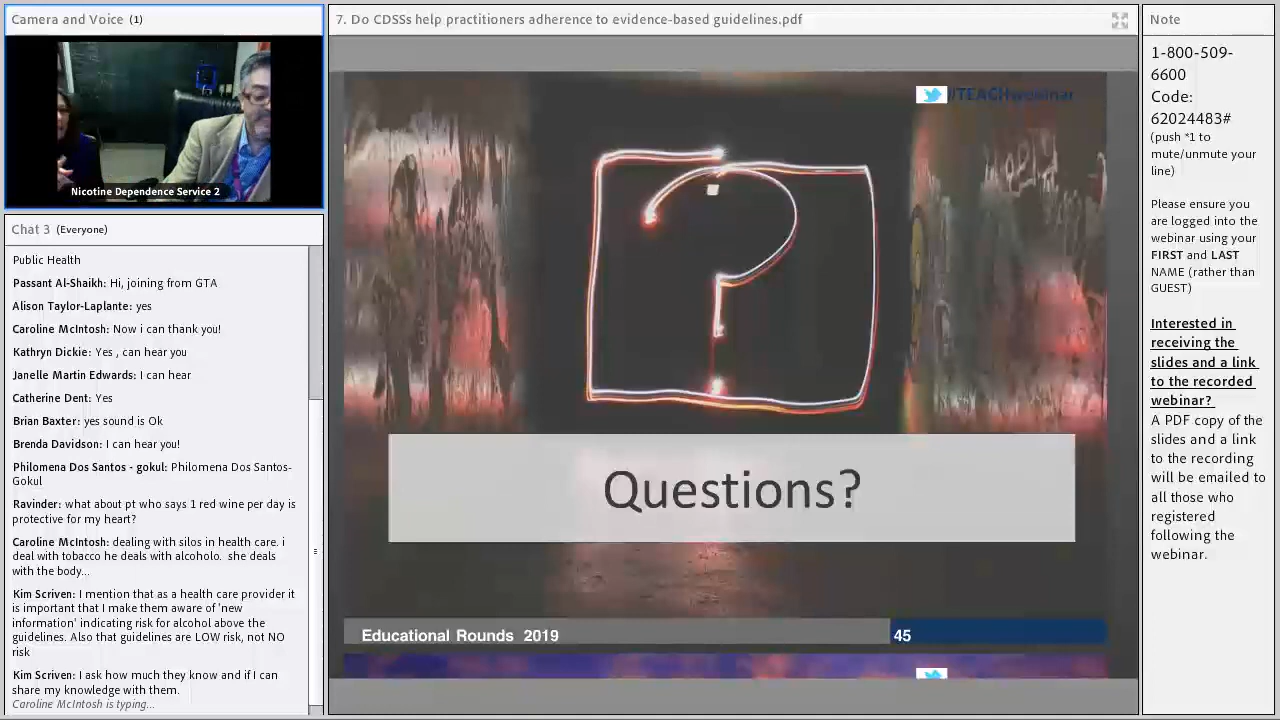 Camera and Voice (1)
Nicotine Dependence Service 2
Chat 3 (Everyone)
Public Health
Passant Al-Shaikh: Hi, joining from GTA
Alison Taylor-Laplante: yes
Caroline McIntosh: Now i can thank you!
Kathryn Dickie: Yes , can hear you
Janelle Martin Edwards: I can hear
Catherine Dent: Yes
Brian Baxter: yes sound is Ok
Brenda Davidson: I can hear you!
Philomena Dos Santos - gokul: Philomena Dos Santos-
Gokul
Ravinder: what about pt who says 1 red wine per day is
protective for my heart?
Caroline McIntosh: dealing with silos in health care. i
deal with tobacco he deals with alcoholo.  she deals
with the body...
Kim Scriven: I mention that as a health care provider it
is important that I make them aware of 'new
information' indicating risk for alcohol above the
guidelines. Also that guidelines are LOW risk, not NO
risk
Kim Scriven: I ask how much they know and if I can
share my knowledge with them.
Caroline McIntosh is typing...
7. Do CDSSs help practitioners adherence to evidence-based guidelines.pdf
#TEACHwebinar
Questions?
Educational Rounds 2019
45
Note
1-800-509-
6600
Code:
62024483#
(push *1 to
mute/unmute your
line)
Please ensure you
are logged into the
webinar using your
FIRST and LAST
NAME (rather than
GUEST)
Interested in
receiving the
slides and a link
to the recorded
webinar?
A PDF copy of the
slides and a link
to the recording
will be emailed to
all those who
registered
following the
webinar.